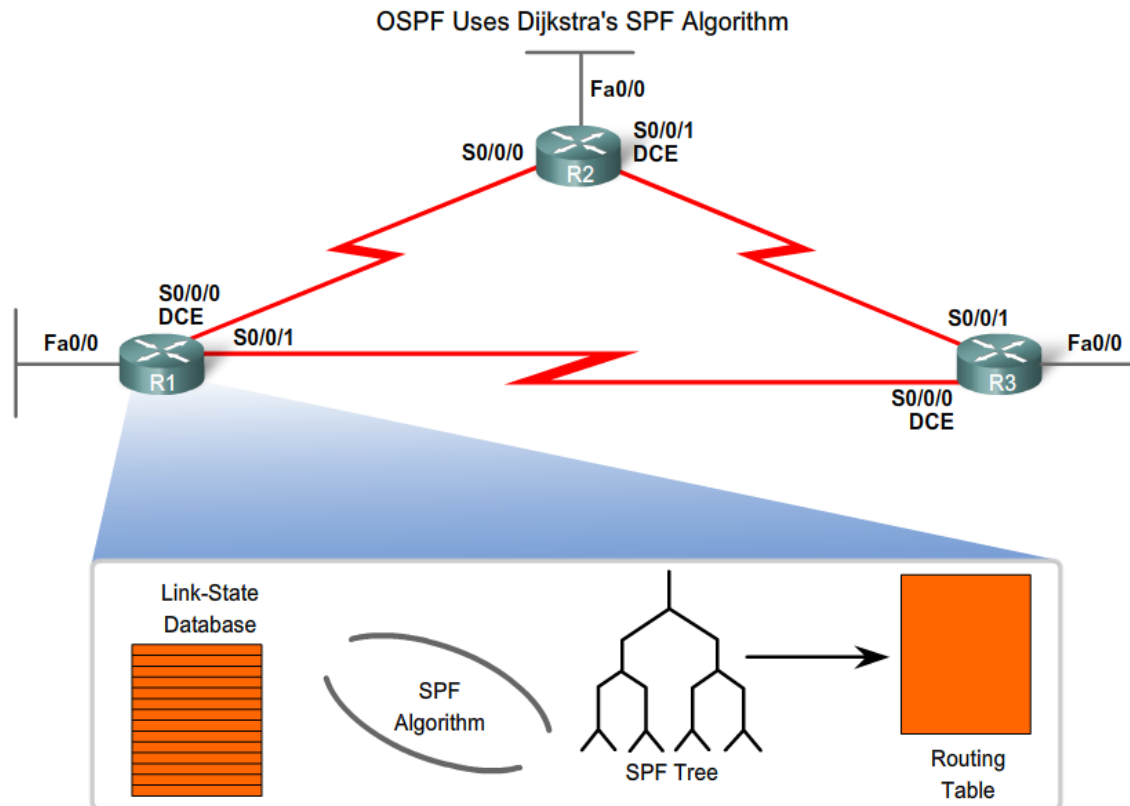 OSPF Uses Dijkstra's SPF Algorithm
Fa0/0
S0/0/0
S0/0/1
DCE
R2
S0/0/0
DCE
Fa0/0
S0/0/1
R1
S0/0/1
Fa0/0
R3
S0/0/0
DCE
Link-State
Database
SPF
Algorithm
SPF Tree
Routing
Table